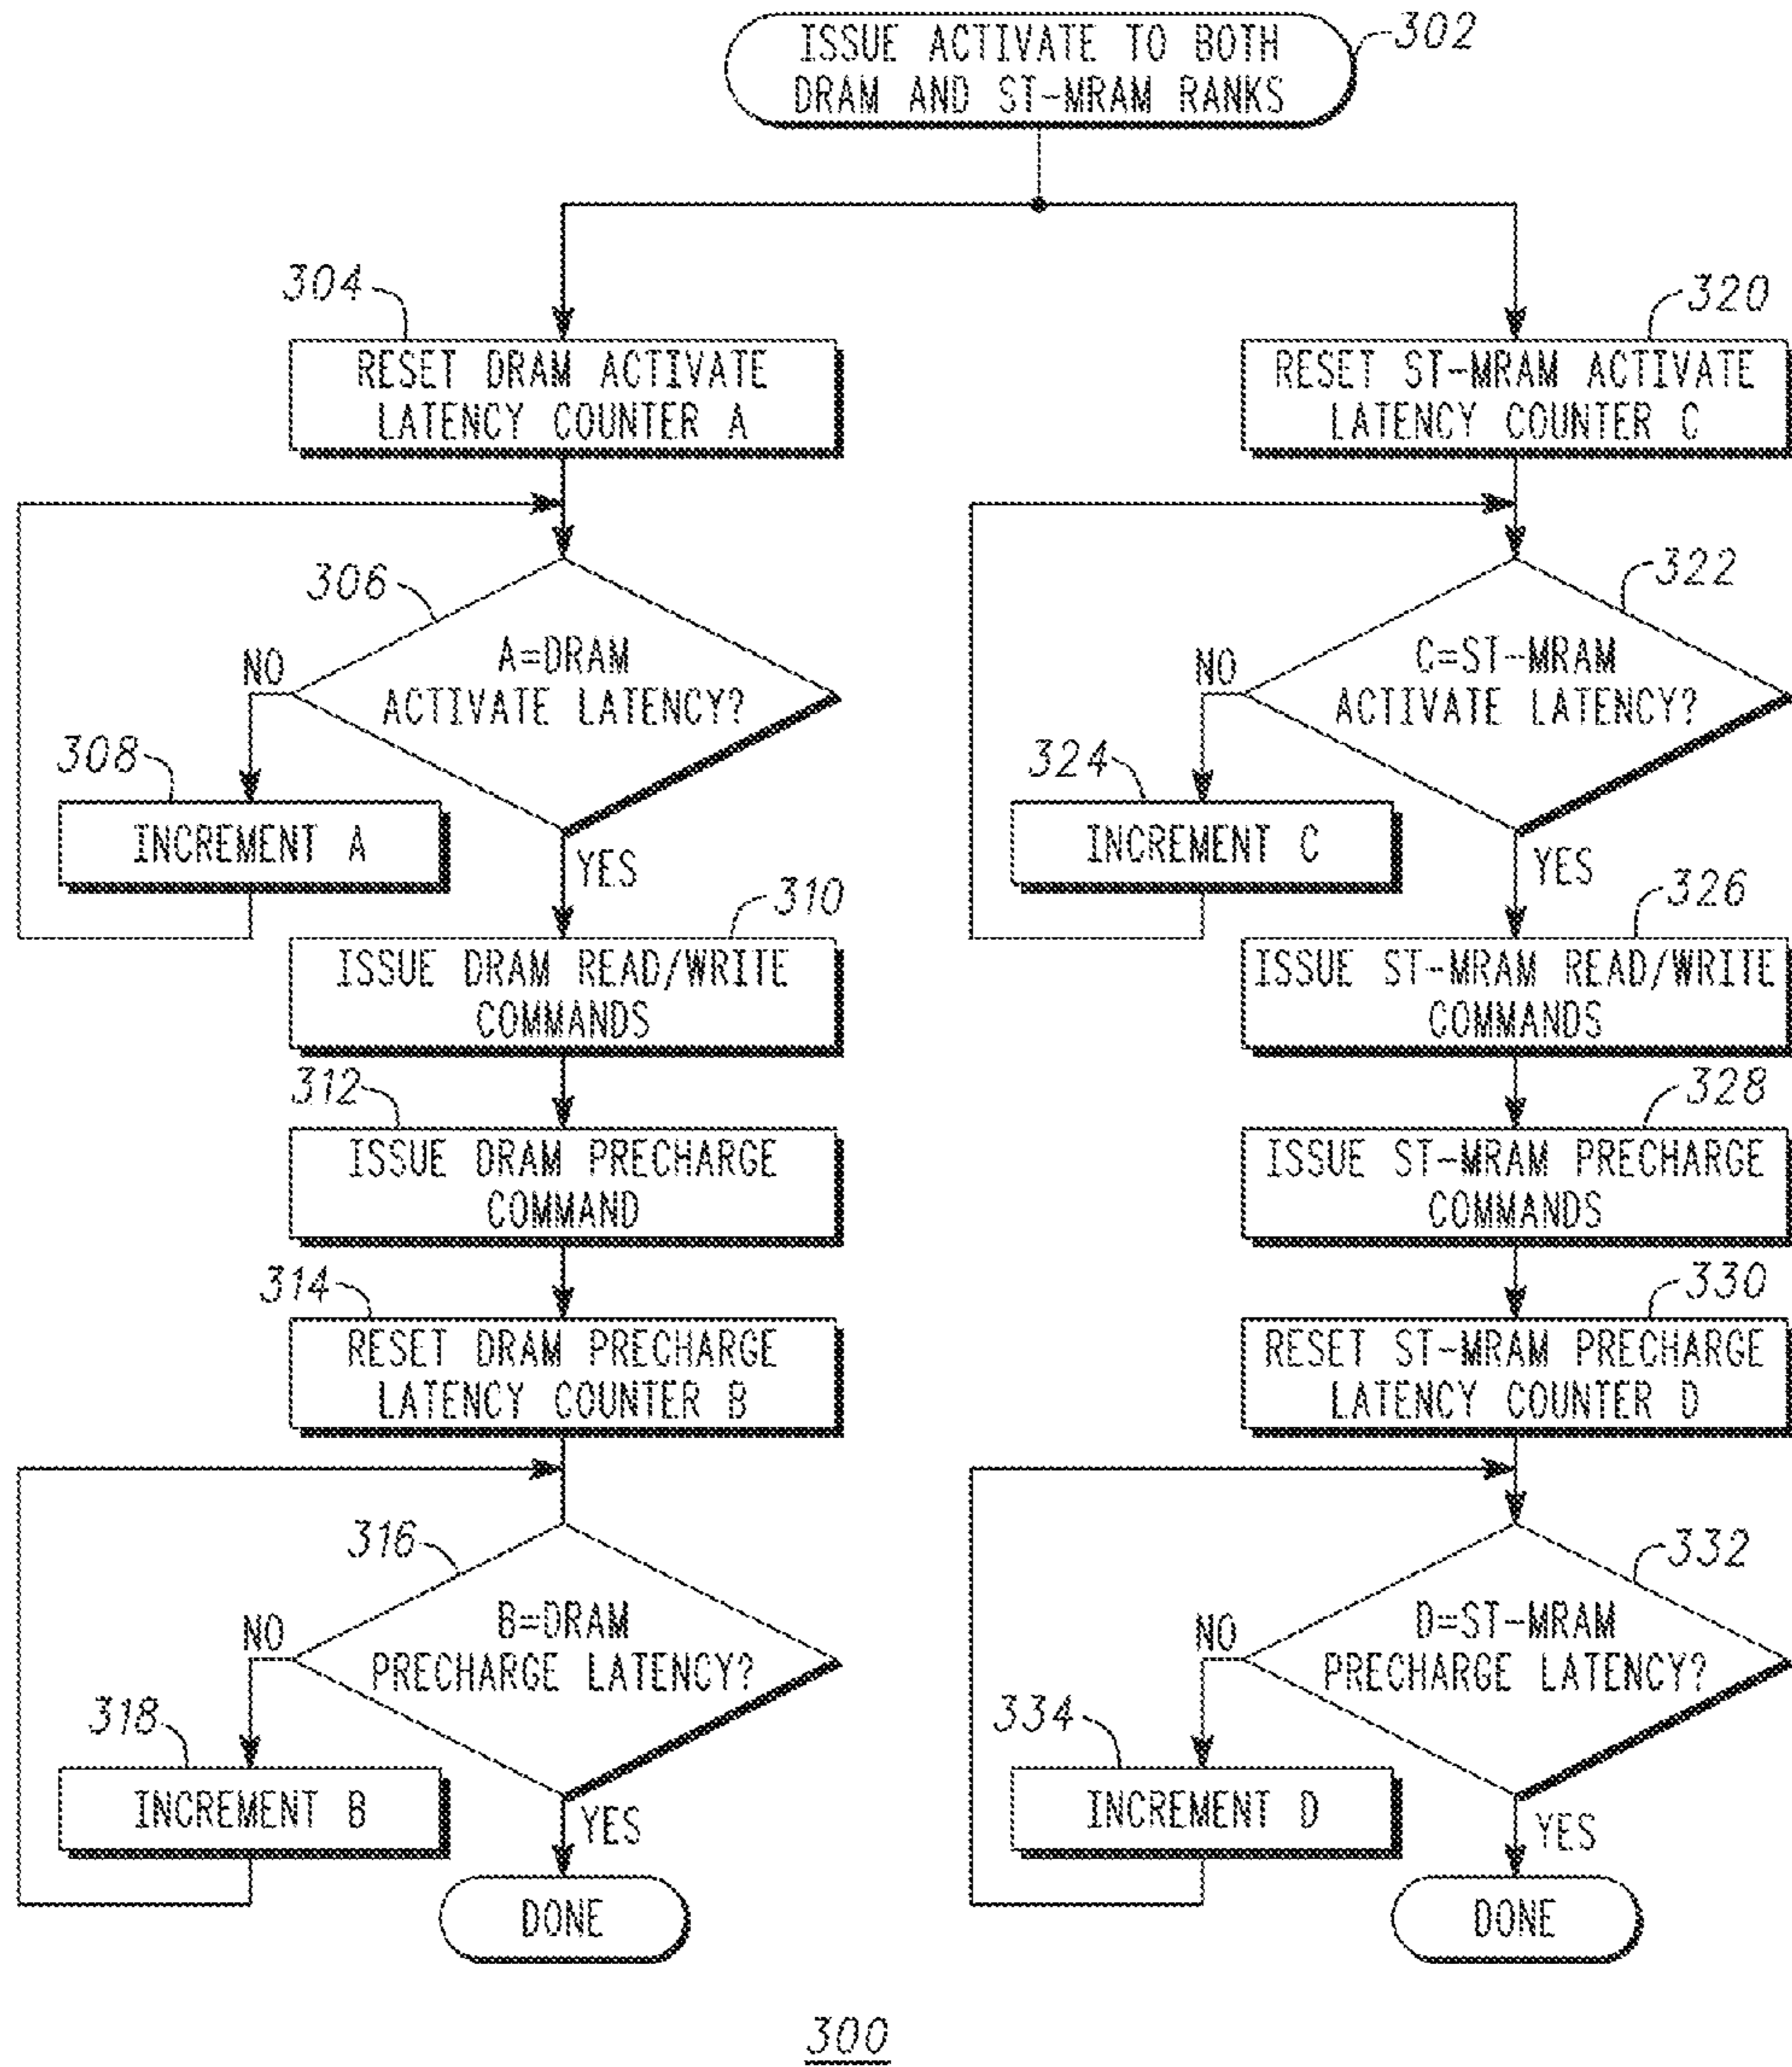 ISSUE ACTIVATE TO BOTH
DRAM AND ST-MRAM RANKS
302
304
RESET DRAM ACTIVATE
LATENCY COUNTER A
306
A=DRAM
ACTIVATE LATENCY?
NO
308
INCREMENT A
YES
310
ISSUE DRAM READ/WRITE
COMMANDS
312
ISSUE DRAM PRECHARGE
COMMAND
314
RESET DRAM PRECHARGE
LATENCY COUNTER B
316
B=DRAM
PRECHARGE LATENCY?
NO
318
INCREMENT B
YES
DONE
320
RESET ST-MRAM ACTIVATE
LATENCY COUNTER C
322
C=ST-MRAM
ACTIVATE LATENCY?
NO
324
INCREMENT C
YES
326
ISSUE ST-MRAM READ/WRITE
COMMANDS
328
ISSUE ST-MRAM PRECHARGE
COMMANDS
330
RESET ST-MRAM PRECHARGE
LATENCY COUNTER D
332
D=ST-MRAM
PRECHARGE LATENCY?
NO
334
INCREMENT D
YES
DONE
300